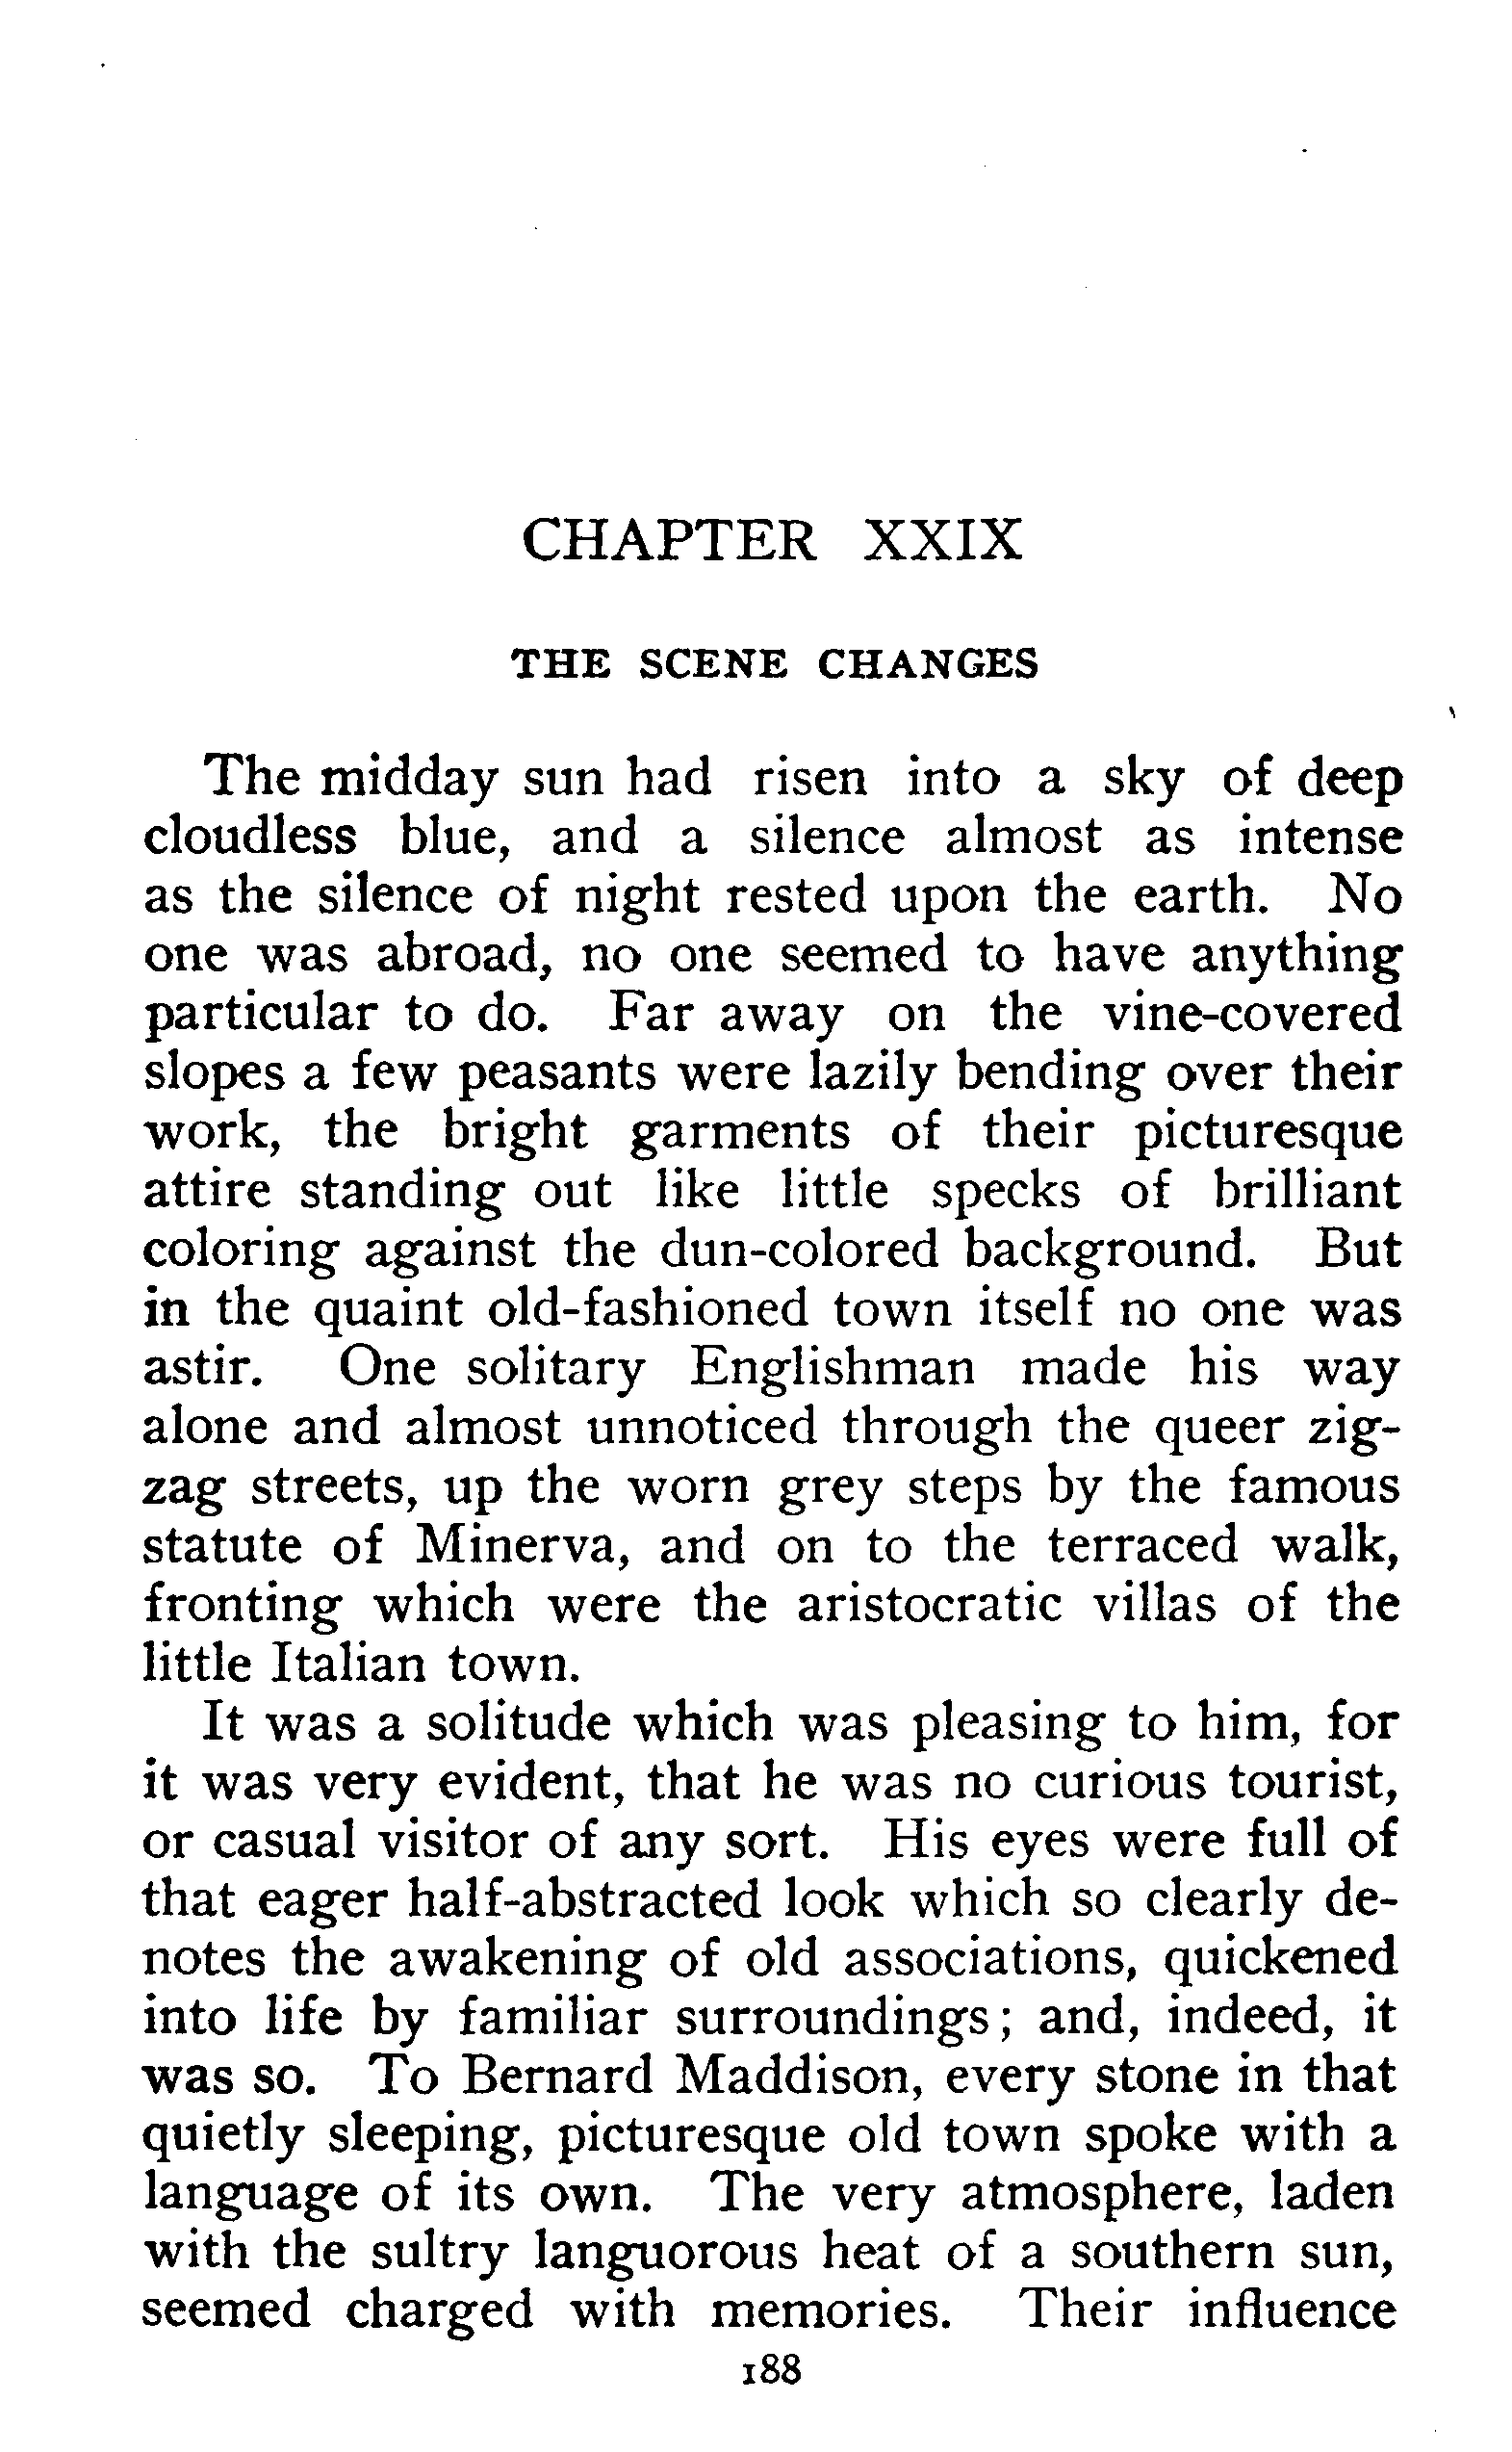 CHAPTER XXIX
THE SCENE CHANGES
The midday sun had risen into a sky of deep
cloudless blue, and a silence almost as intense
as the silence of night rested upon the earth. No
one was abroad, no one seemed to have anything
particular to do. Far away on the vine-covered
slopes a few peasants were lazily bending over their
work, the bright garments of their picturesque
attire standing out like little specks of brilliant
coloring against the dun-colored background. But
in the quaint old-fashioned town itself no one was
astir. One solitary Englishman made his way
alone and almost unnoticed through the queer zig-
zag streets, up the worn grey steps by the famous
statute of Minerva, and on to the terraced walk,
fronting which were the aristocratic villas of the
little Italian town.
It was a solitude which was pleasing to him, for
it was very evident, that he was no curious tourist,
or casual visitor of any sort. His eyes were full of
that eager half-abstracted look which so clearly de-
notes the awakening of old associations, quickened
into life by familiar surroundings; and, indeed, it
was so. To Bernard Maddison, every stone in that
quietly sleeping, picturesque old town spoke with a
language of its own. The very atmosphere, laden
with the sultry languorous heat of a southern sun,
seemed charged with memories. Their influence
188